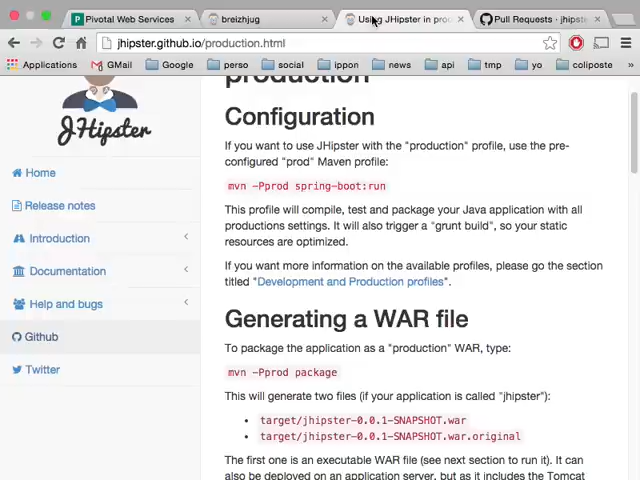 Pivotal Web Services
breizhjug
Using JHipster in prod
Pull Requests · jhipste
jhipster.github.io/production.html
Applications
GMail
Google
perso
social
ippon
news
api
tmp
yo
coliposte
»
JHipster
Home
Release notes
Introduction
Documentation
Help and bugs
Github
Twitter
production
Configuration
If you want to use JHipster with the "production" profile, use the pre-
configured "prod" Maven profile:
mvn -Pprod spring-boot:run
This profile will compile, test and package your Java application with all
productions settings. It will also trigger a "grunt build", so your static
resources are optimized.
If you want more information on the available profiles, please go the section
titled "Development and Production profiles".
Generating a WAR file
To package the application as a "production" WAR, type:
mvn -Pprod package
This will generate two files (if your application is called "jhipster"):
• target/jhipster-0.0.1-SNAPSHOT.war
• target/jhipster-0.0.1-SNAPSHOT.war.original
The first one is an executable WAR file (see next section to run it). It can
also be deployed on an application server, but as it includes the Tomcat